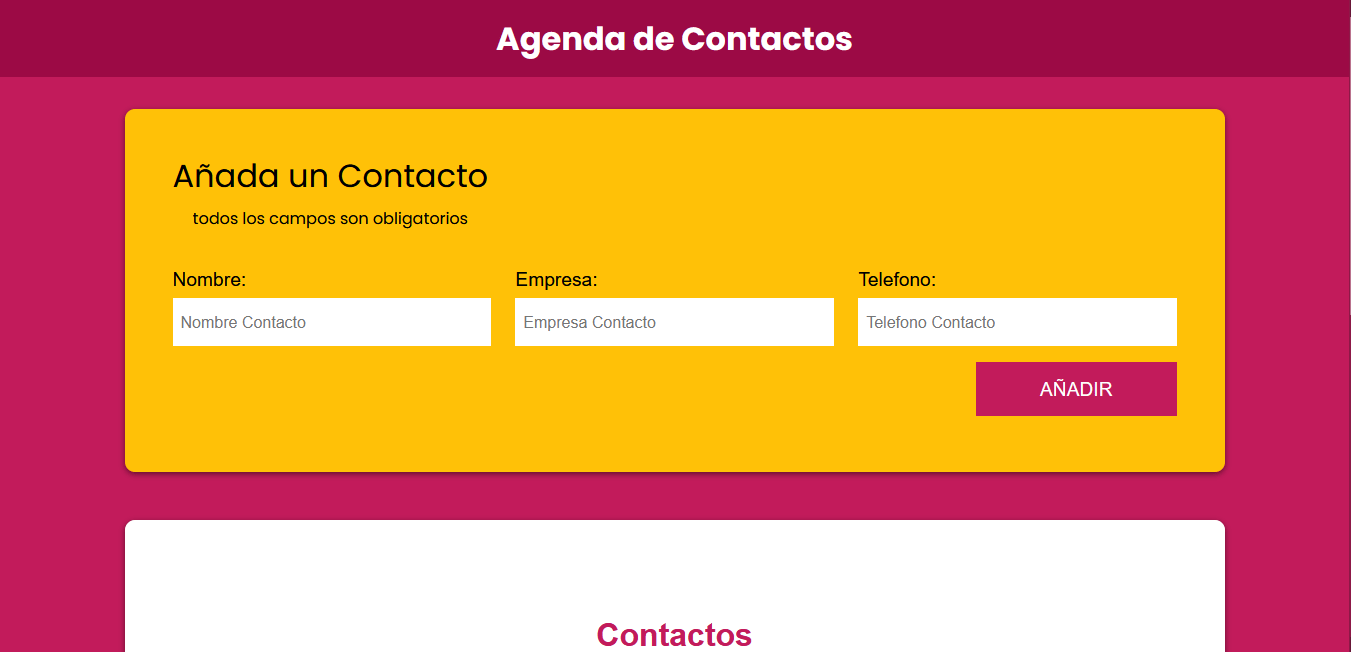 Agenda de Contactos
Añada un Contacto
todos los campos son obligatorios
Nombre: Empresa: Telefono:
Nombre Contacto Empresa Contacto Telefono Contacto
AÑADIR
Contactos